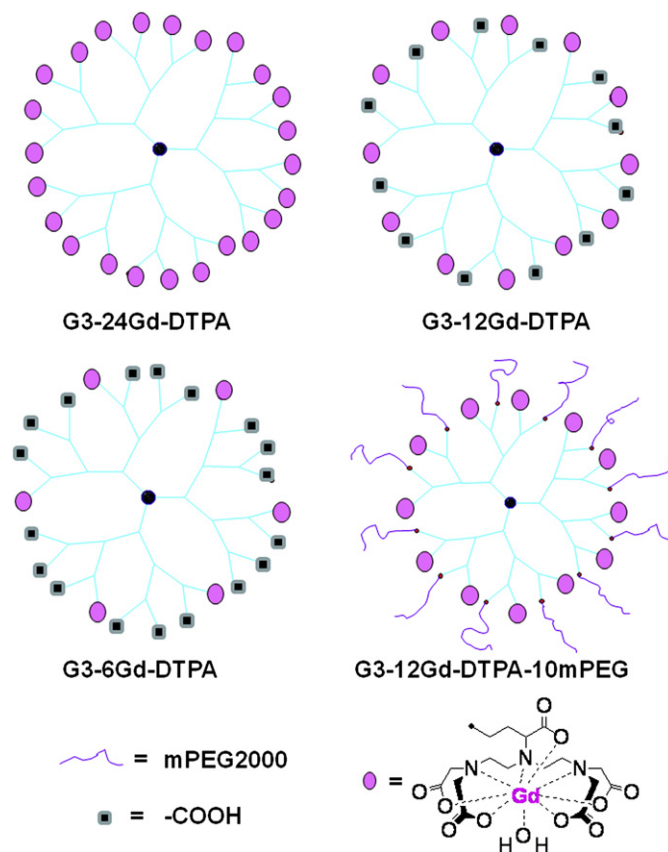 G3-24Gd-DTPA
G3-12Gd-DTPA
G3-6Gd-DTPA
G3-12Gd-DTPA-10mPEG
= mPEG2000
= -COOH
=
O
O
N
N
N
O
O
Gd
O
O
O
O
O
O
H H
O